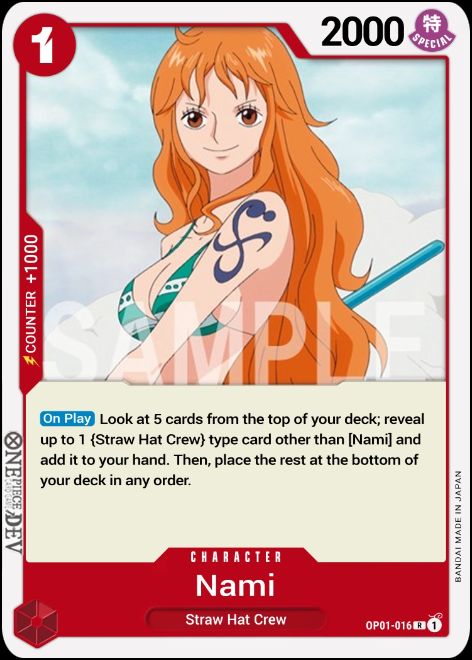 1
2000
特
SPECIAL
COUNTER +1000
SAMPLE
On Play Look at 5 cards from the top of your deck; reveal
up to 1 {Straw Hat Crew} type card other than [Nami] and
add it to your hand. Then, place the rest at the bottom of
your deck in any order.
ONE PIECE
CARD GAME
.DEV
BANDAI MADE IN JAPAN
CHARACTER
Nami
Straw Hat Crew
OP01-016 R 1